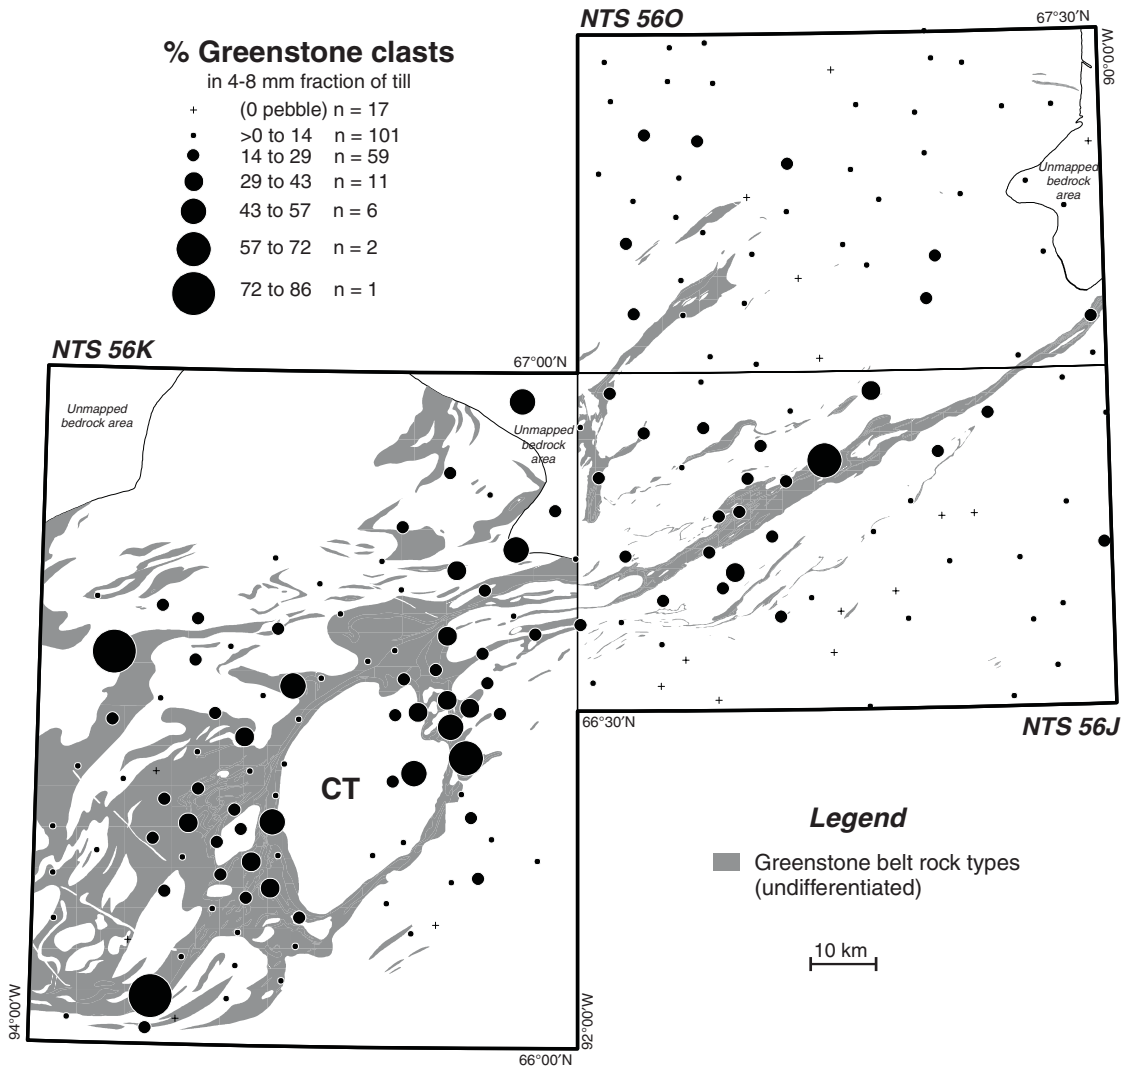 NTS 56O
67°30′N
90°00′W
% Greenstone clasts
in 4-8 mm fraction of till
(0 pebble) n = 17
>0 to 14 n = 101
14 to 29 n = 59
29 to 43 n = 11
43 to 57 n = 6
57 to 72 n = 2
72 to 86 n = 1
Unmapped
bedrock
area
NTS 56K
67°00′N
Unmapped
bedrock area
Unmapped
bedrock
area
66°30′N
NTS 56J
CT
Legend
Greenstone belt rock types
(undifferentiated)
10 km
94°00′W
92°00′W
66°00′N